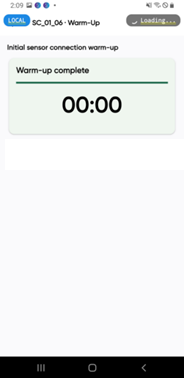 2:09
LOCAL SC_01_06 · Warm-Up Loading...
Initial sensor connection warm-up
Warm-up complete
00:00